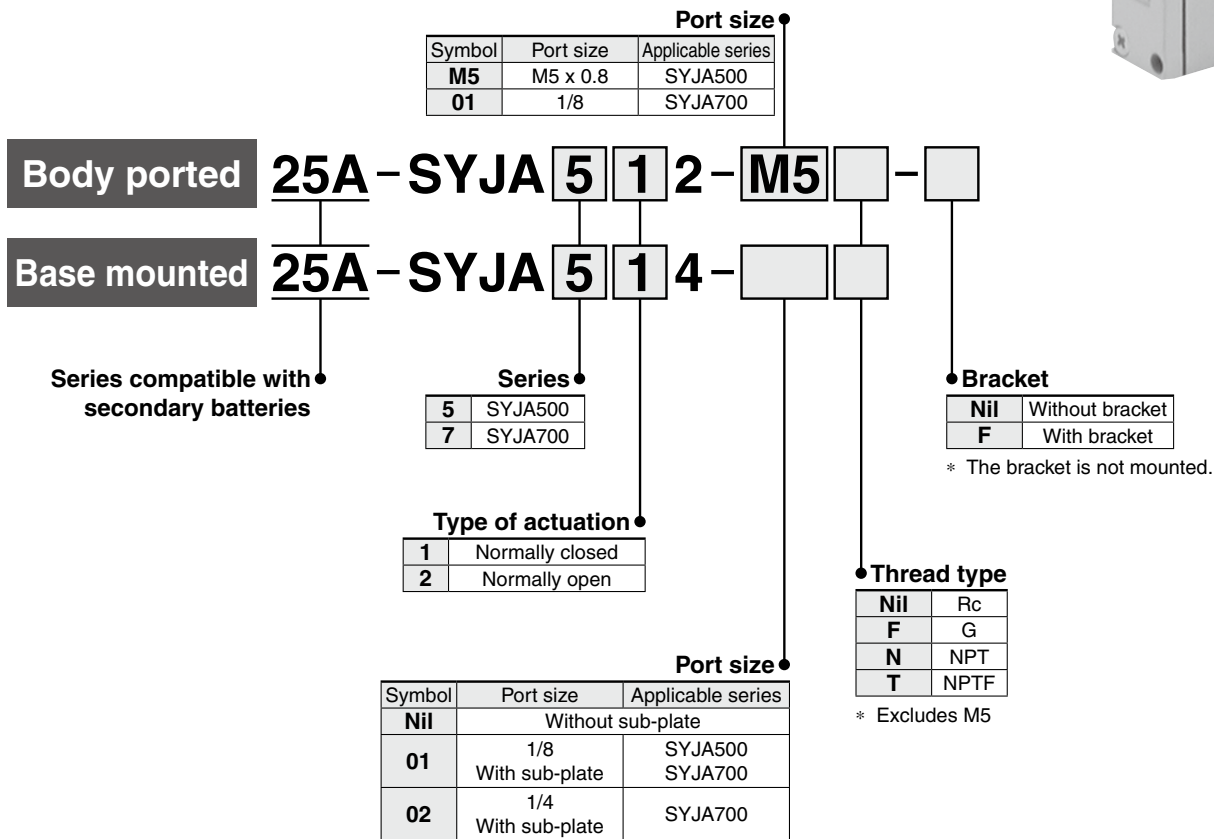 Port size
Symbol Port size Applicable series
M5 M5 x 0.8 SYJA500
01 1/8 SYJA700
Body ported 25A-SYJA 5 1 2-M5 -
Base mounted 25A-SYJA 5 1 4-
Series compatible with
secondary batteries
Series
5 SYJA500
7 SYJA700
Bracket
Nil Without bracket
F With bracket
* The bracket is not mounted.
Type of actuation
1 Normally closed
2 Normally open
Thread type
Nil Rc
F G
N NPT
T NPTF
* Excludes M5
Port size
Symbol Port size Applicable series
Nil Without sub-plate
01 1/8 SYJA500
With sub-plate SYJA700
02 1/4 SYJA700
With sub-plate